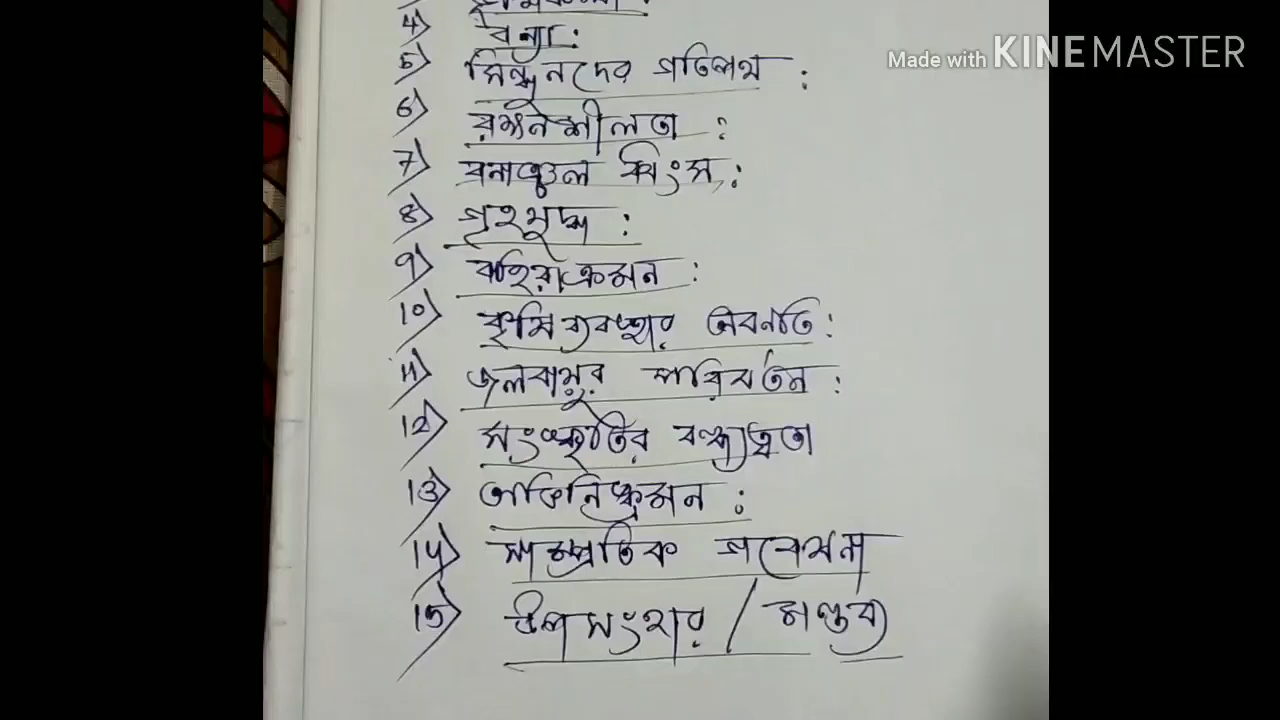 Made with KINEMASTER
4) বন্যা :
5) সিন্ধুনদের গতিপথ :
6) রক্ষনশীলতা :
7) বনাঞ্চল ধ্বংস :
8) গৃহযুদ্ধ :
9) বহিরাক্রমন :
10) কৃষিব্যবস্থার অবনতি :
11) জলবায়ুর পরিবর্তন :
12) সংস্কৃতির বন্ধ্যাত্বতা
13) অভিনিষ্ক্রমন :
14) সাম্প্রতিক গবেষনা
15) উপসংহার / মন্তব্য